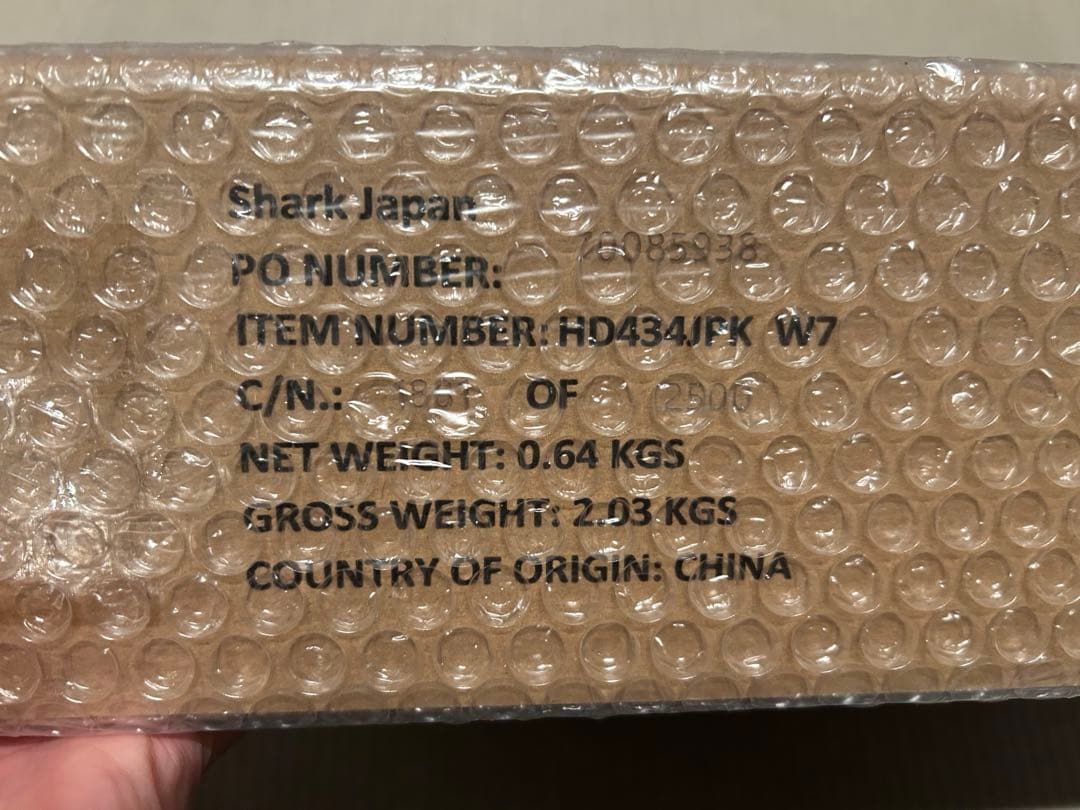 Shark Japan
PO NUMBER:
ITEM NUMBER: HD434JPK W7
C/N.: OF 2500
NET WEIGHT: 0.64 KGS
GROSS WEIGHT: 2.03 KGS
COUNTRY OF ORIGIN: CHINA